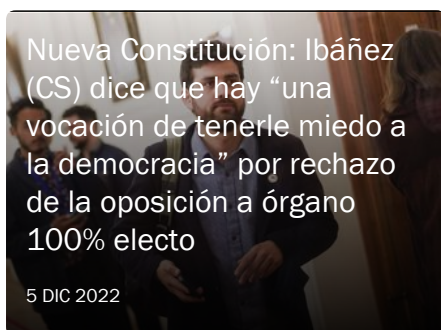 Nueva Constitución: Ibáñez
(CS) dice que hay “una
vocación de tenerle miedo a
la democracia” por rechazo
de la oposición a órgano
100% electo
5 DIC 2022